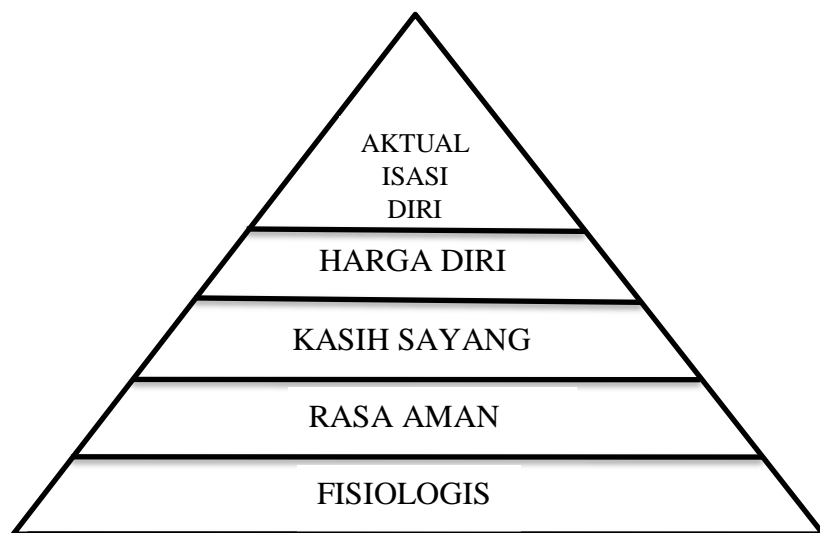 AKTUAL
ISASI
DIRI
HARGA DIRI
KASIH SAYANG
RASA AMAN
FISIOLOGIS